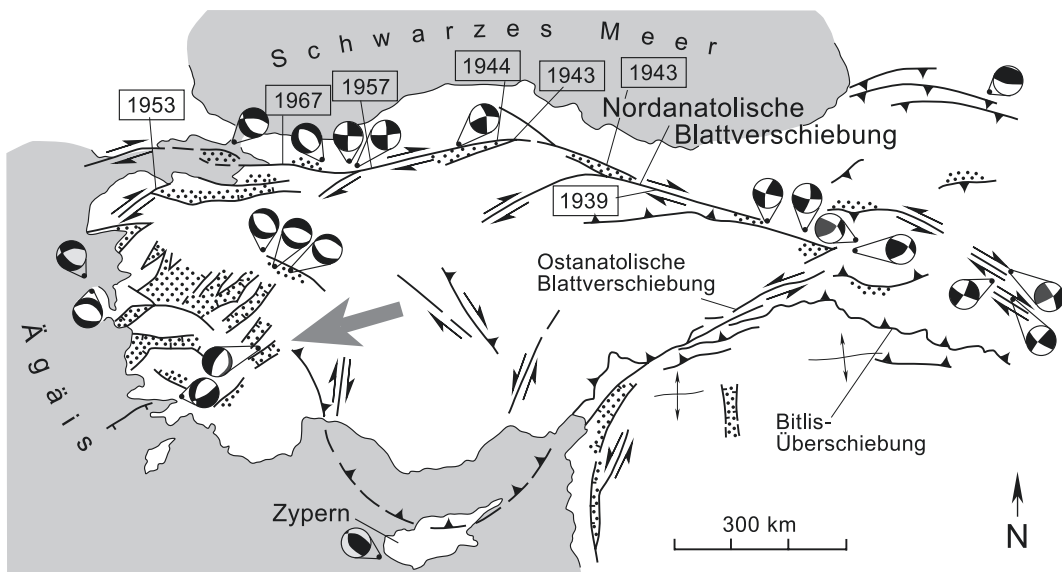 Schwarzes Meer
1944
1943
1943
1957
1967
1953
Nordanatolische
Blattverschiebung
1939
Ostanatolische
Blattverschiebung
Ägäis
Bitlis-
Überschiebung
Zypern
300 km
N